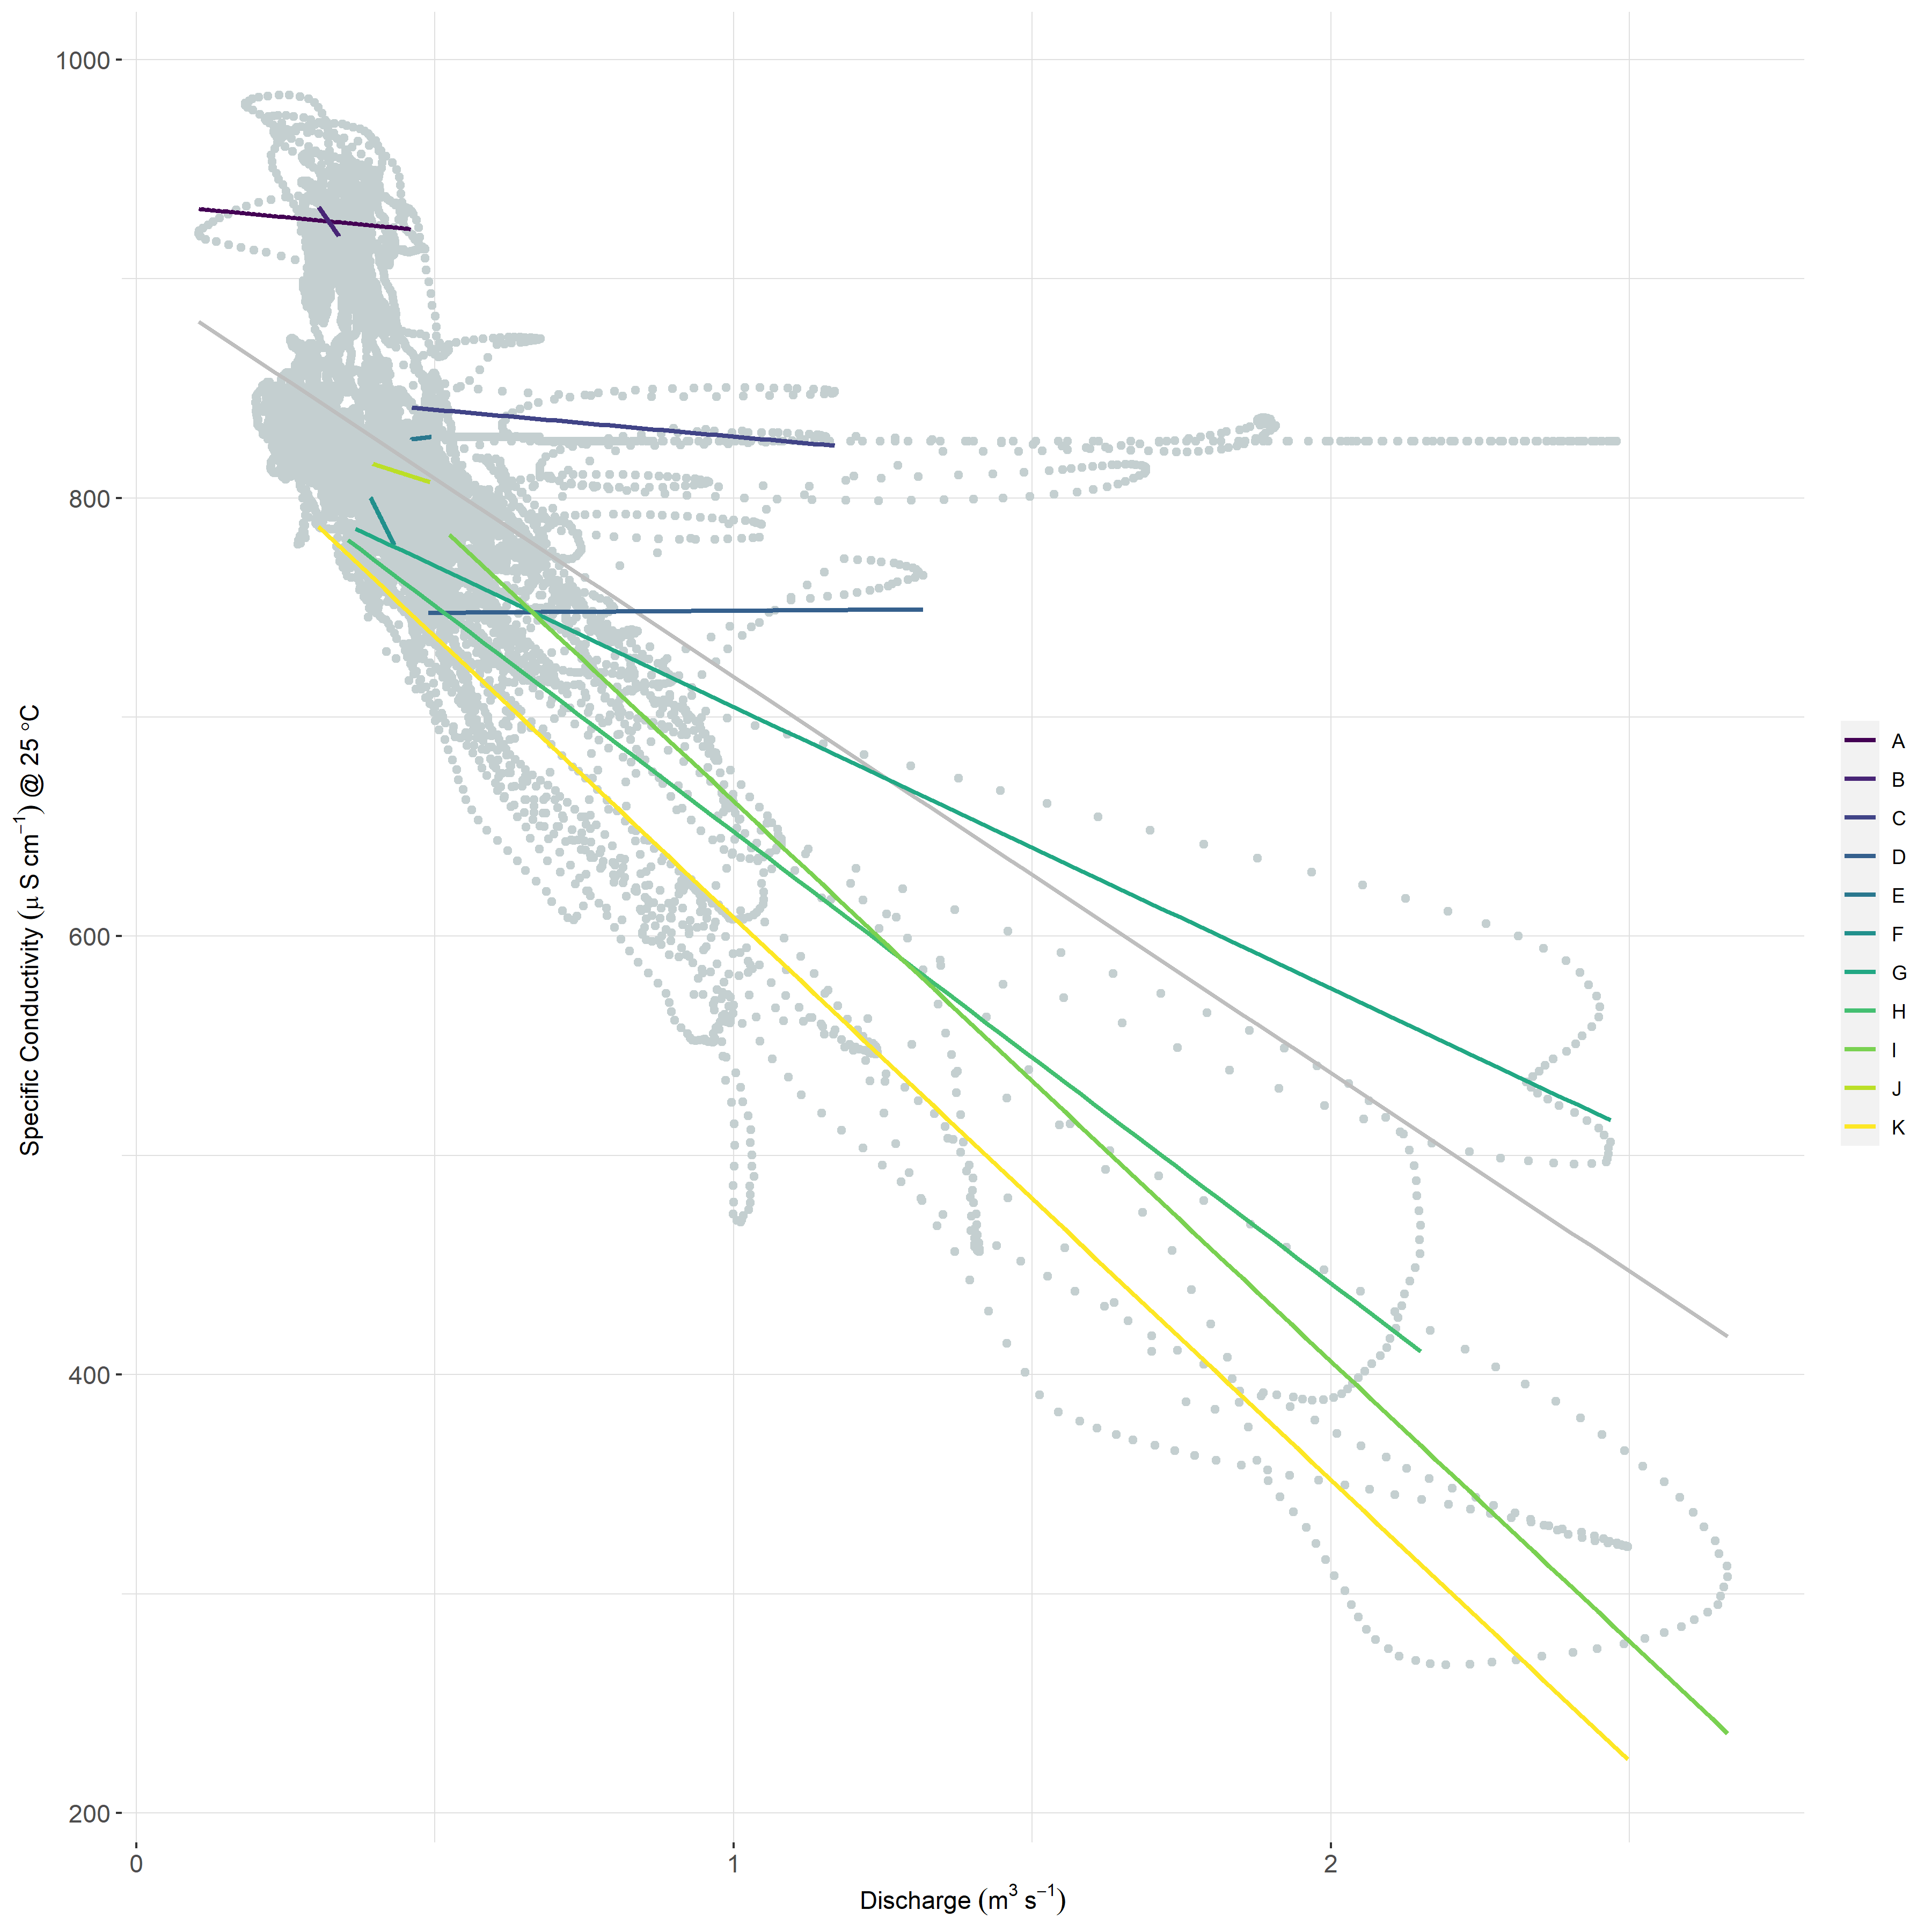 1000
800
600
400
200
Specific Conductivity (μ S cm⁻¹) @ 25 °C
0 1 2
Discharge (m³ s⁻¹)
A
B
C
D
E
F
G
H
I
J
K